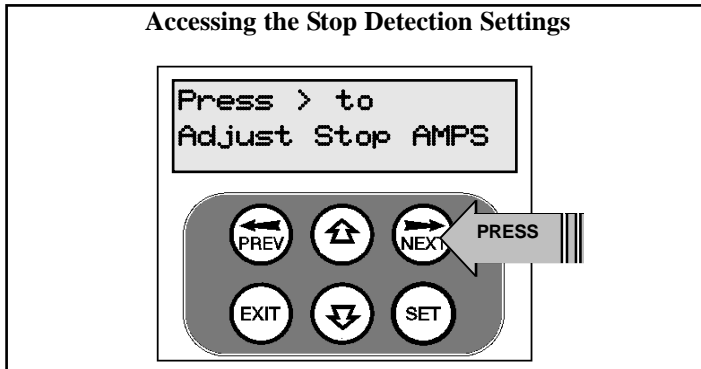 Accessing the Stop Detection Settings
Press > to
Adjust Stop AMPS
PREV
NEXT
PRESS
EXIT
SET